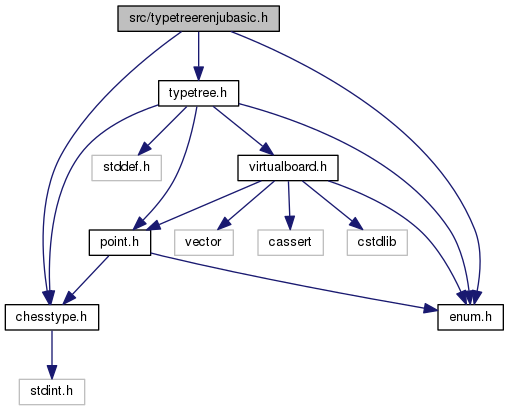 src/typetreerenjubasic.h
typetree.h
stddef.h
virtualboard.h
point.h
vector
cassert
cstdlib
chesstype.h
enum.h
stdint.h